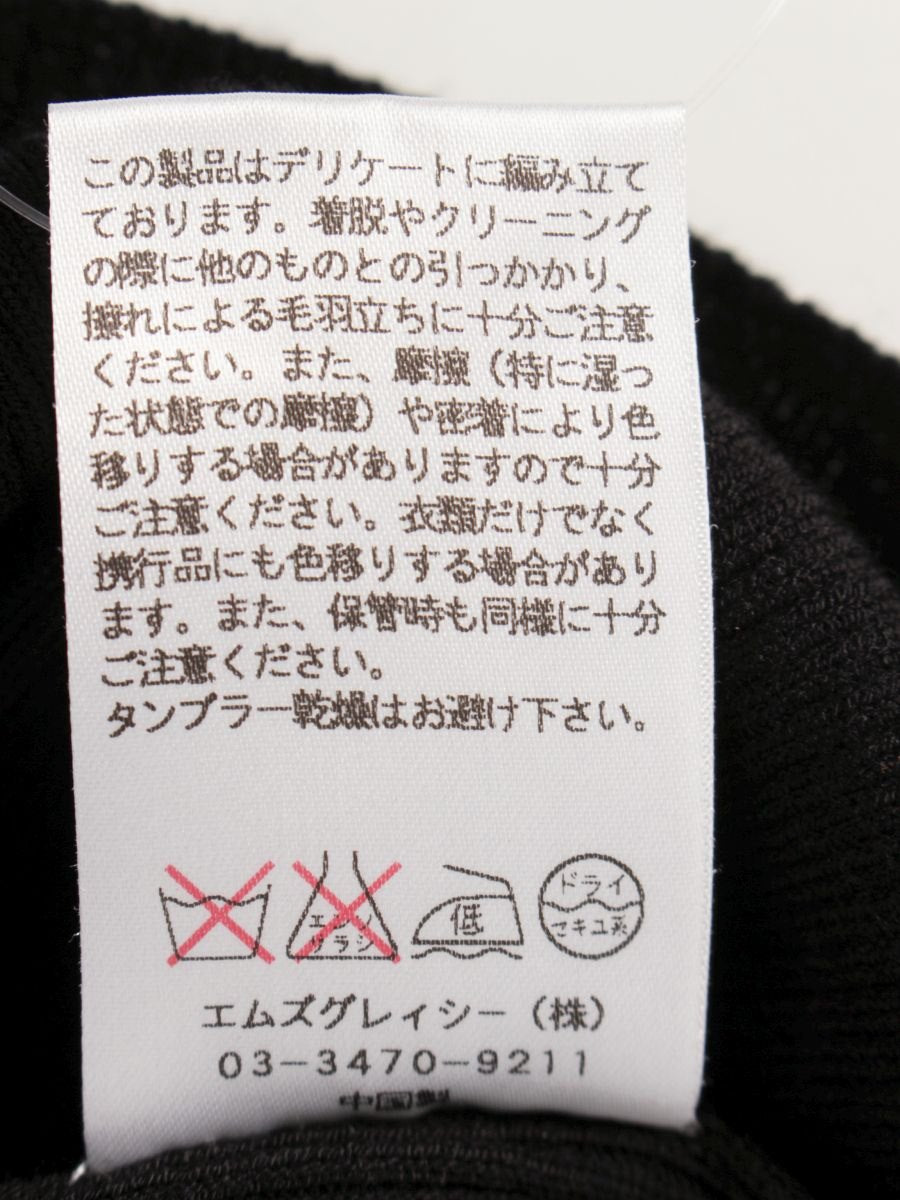 この製品はデリケートに編み立て
ております。着脱やクリーニング
の際に他のものとの引っかかり、
擦れによる毛羽立ちに十分ご注意
ください。また、摩擦（特に湿っ
た状態での摩擦）や密着により色
移りする場合がありますので十分
ご注意ください。衣類だけでなく
携行品にも色移りする場合があり
ます。また、保管時も同様に十分
ご注意ください。
タンブラー乾燥はお避け下さい。
エンソ
サラシ
低
ドライ
セキユ系
エムズグレイシー（株）
03-3470-9211
中国製